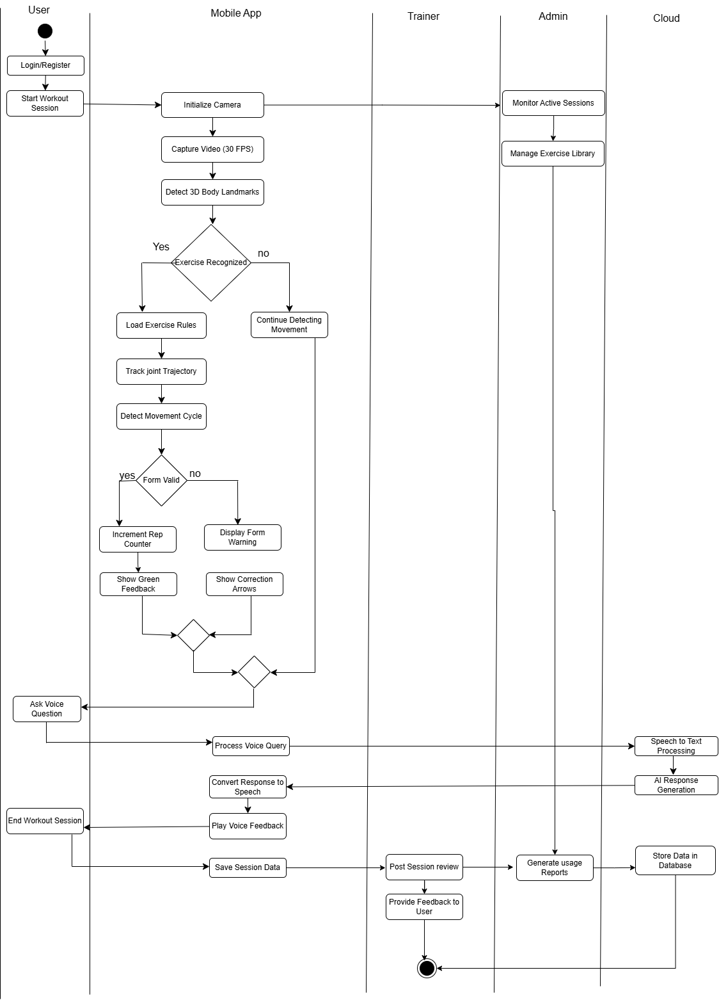 User
Mobile App
Trainer
Admin
Cloud
Login/Register
Start Workout
Session
Initialize Camera
Monitor Active Sessions
Capture Video (30 FPS)
Manage Exercise Library
Detect 3D Body Landmarks
Yes
no
Exercise Recognized
Load Exercise Rules
Continue Detecting
Movement
Track joint Trajectory
Detect Movement Cycle
yes
no
Form Valid
Increment Rep
Counter
Display Form
Warning
Show Green
Feedback
Show Correction
Arrows
Ask Voice
Question
Process Voice Query
Speech to Text
Processing
Convert Response to
Speech
AI Response
Generation
End Workout Session
Play Voice Feedback
Save Session Data
Post Session review
Generate usage
Reports
Store Data in
Database
Provide Feedback to
User